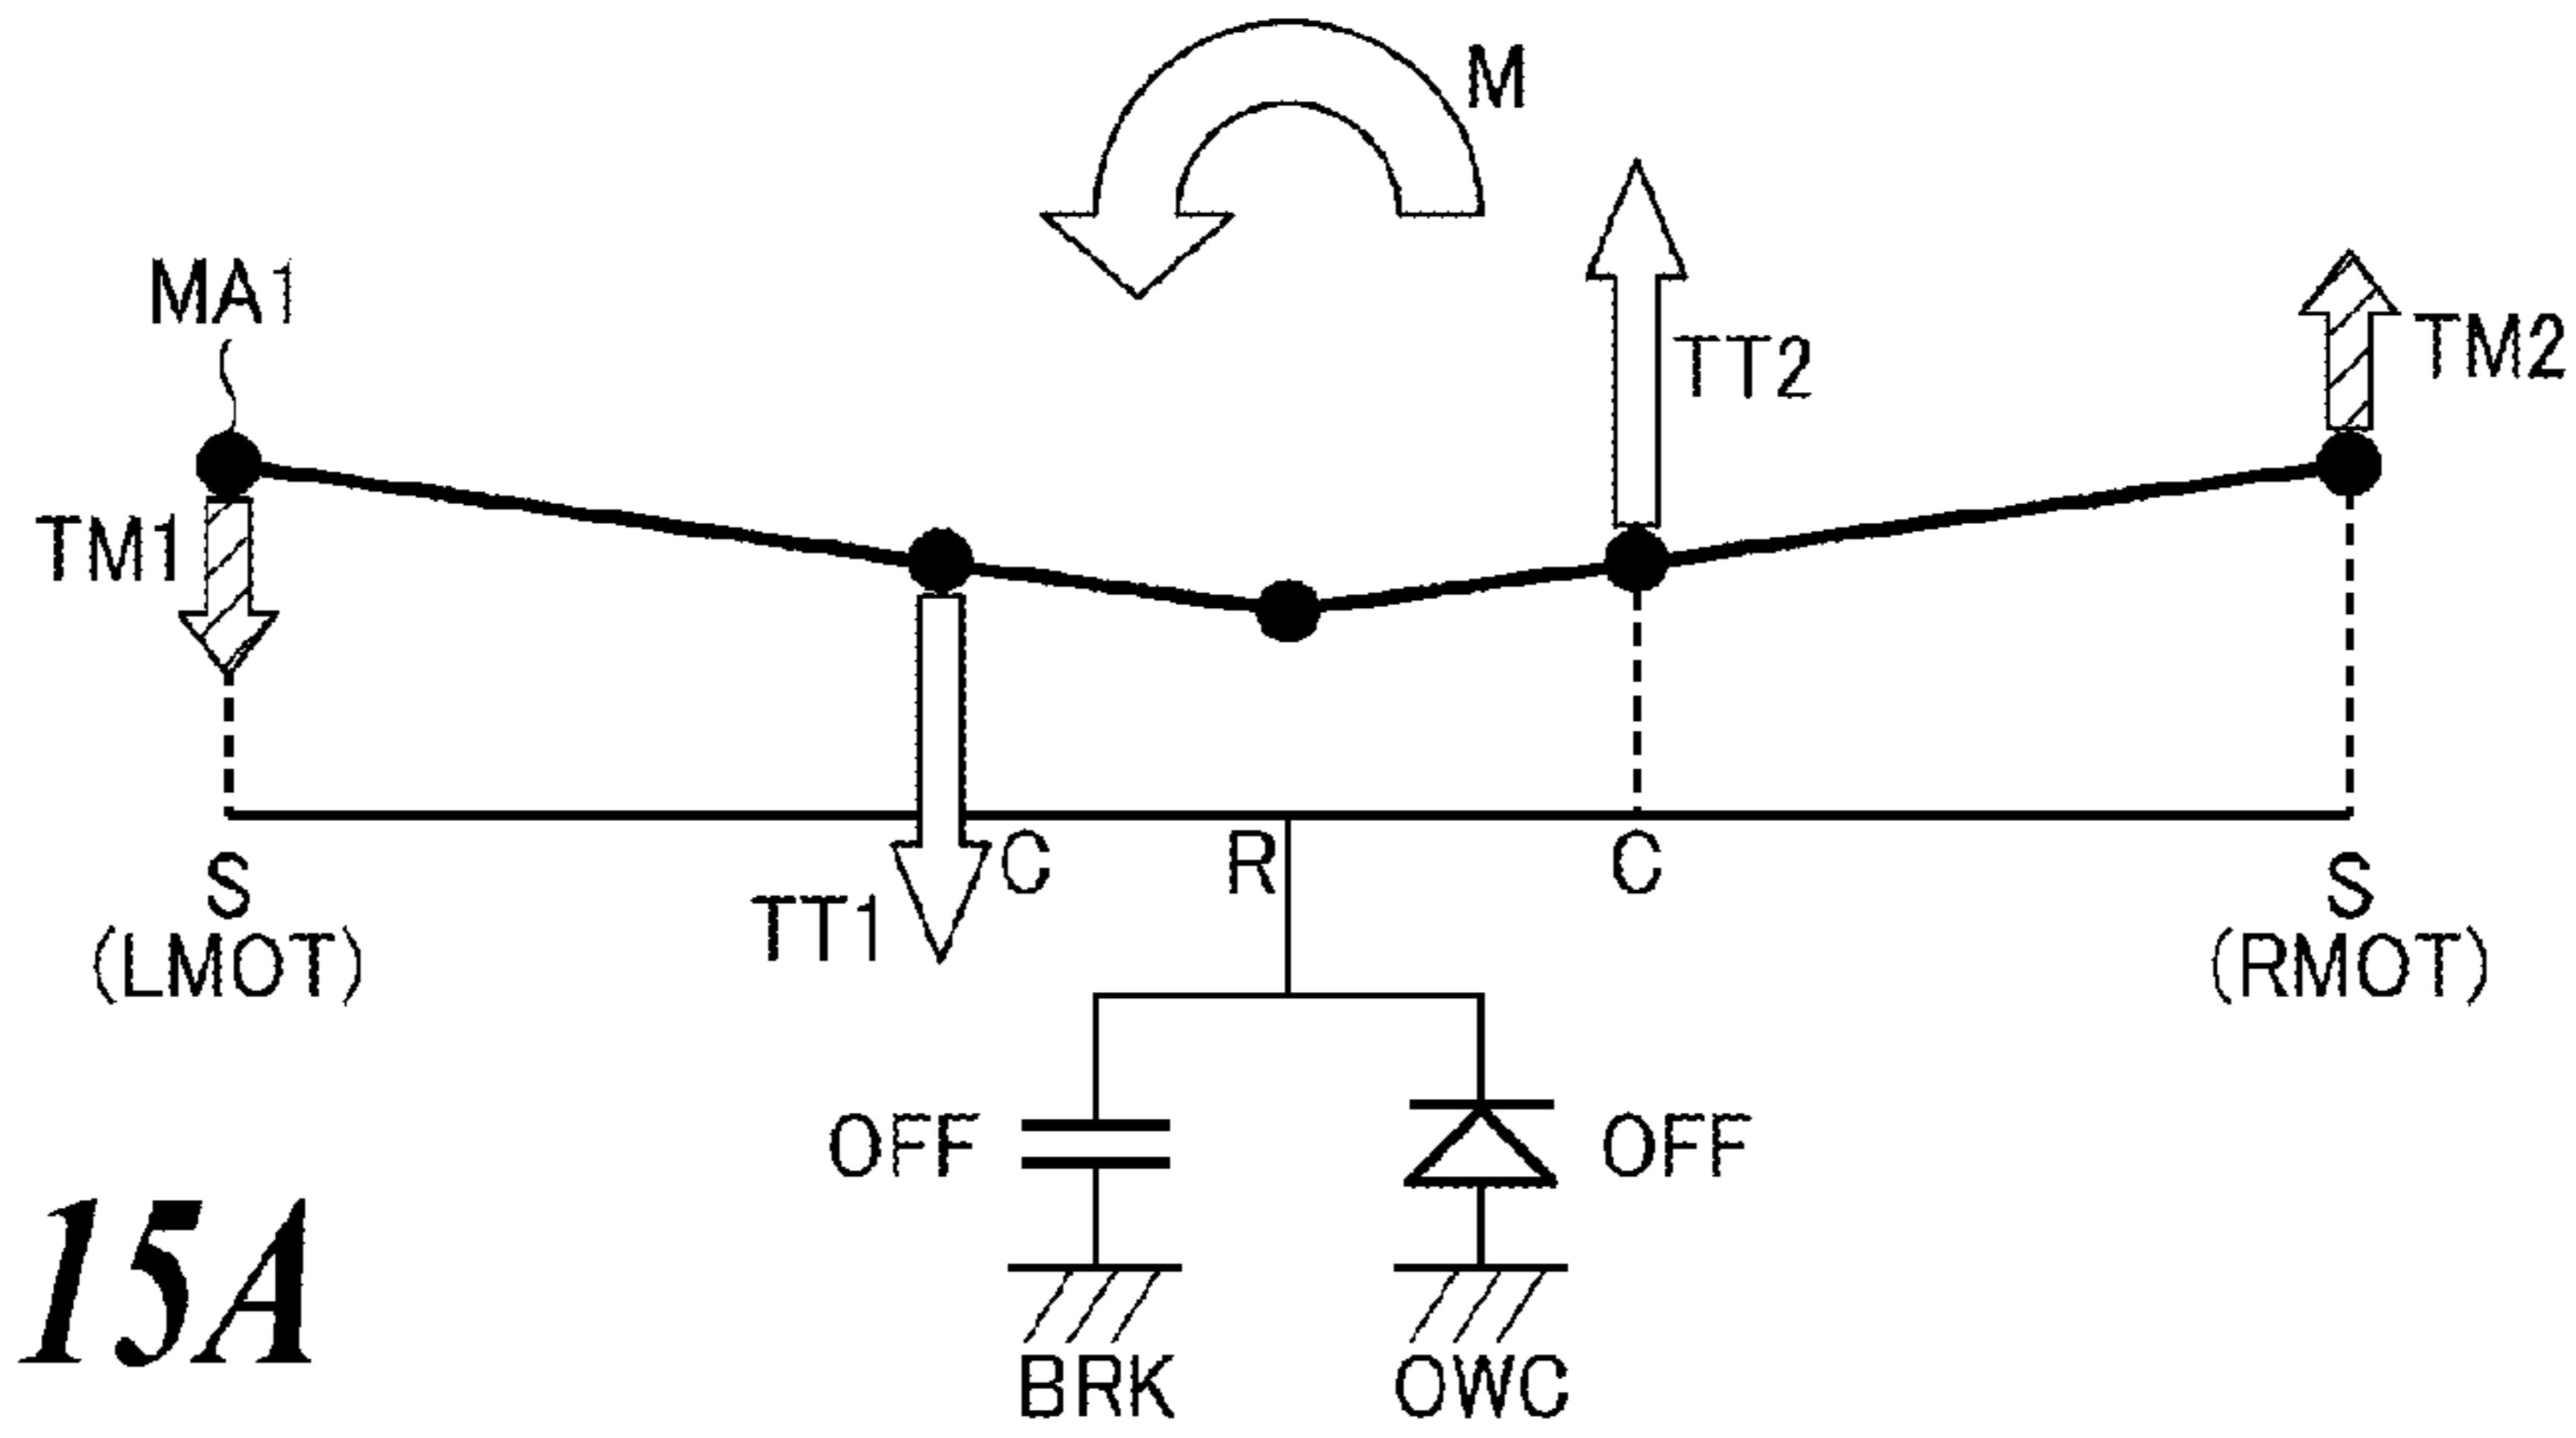 M
MA1
TT2
TM2
TM1
C
R
C
S
S
TT1
(LMOT)
(RMOT)
OFF
OFF
15A
BRK
OWC